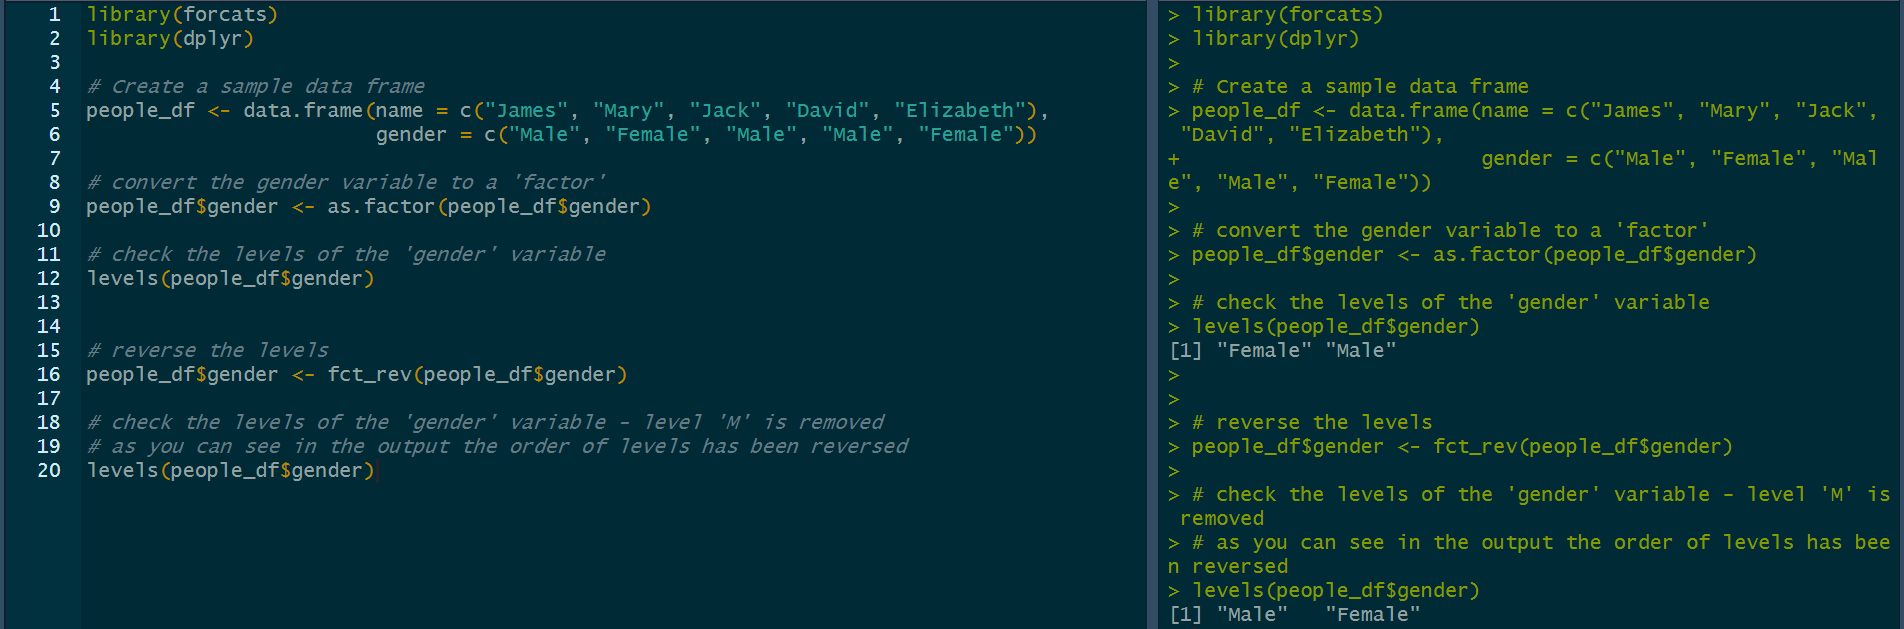 1 library(forcats)
2 library(dplyr)
3
4 # Create a sample data frame
5 people_df <- data.frame(name = c("James", "Mary", "Jack", "David", "Elizabeth"),
6                         gender = c("Male", "Female", "Male", "Male", "Female"))
7
8 # convert the gender variable to a 'factor'
9 people_df$gender <- as.factor(people_df$gender)
10
11 # check the levels of the 'gender' variable
12 levels(people_df$gender)
13
14
15 # reverse the levels
16 people_df$gender <- fct_rev(people_df$gender)
17
18 # check the levels of the 'gender' variable - level 'M' is removed
19 # as you can see in the output the order of levels has been reversed
20 levels(people_df$gender)
> library(forcats)
> library(dplyr)
>
> # Create a sample data frame
> people_df <- data.frame(name = c("James", "Mary", "Jack",
 "David", "Elizabeth"),
+                         gender = c("Male", "Female", "Mal
e", "Male", "Female"))
>
> # convert the gender variable to a 'factor'
> people_df$gender <- as.factor(people_df$gender)
>
> # check the levels of the 'gender' variable
> levels(people_df$gender)
[1] "Female" "Male"
>
>
> # reverse the levels
> people_df$gender <- fct_rev(people_df$gender)
>
> # check the levels of the 'gender' variable - level 'M' is
 removed
> # as you can see in the output the order of levels has bee
n reversed
> levels(people_df$gender)
[1] "Male"   "Female"